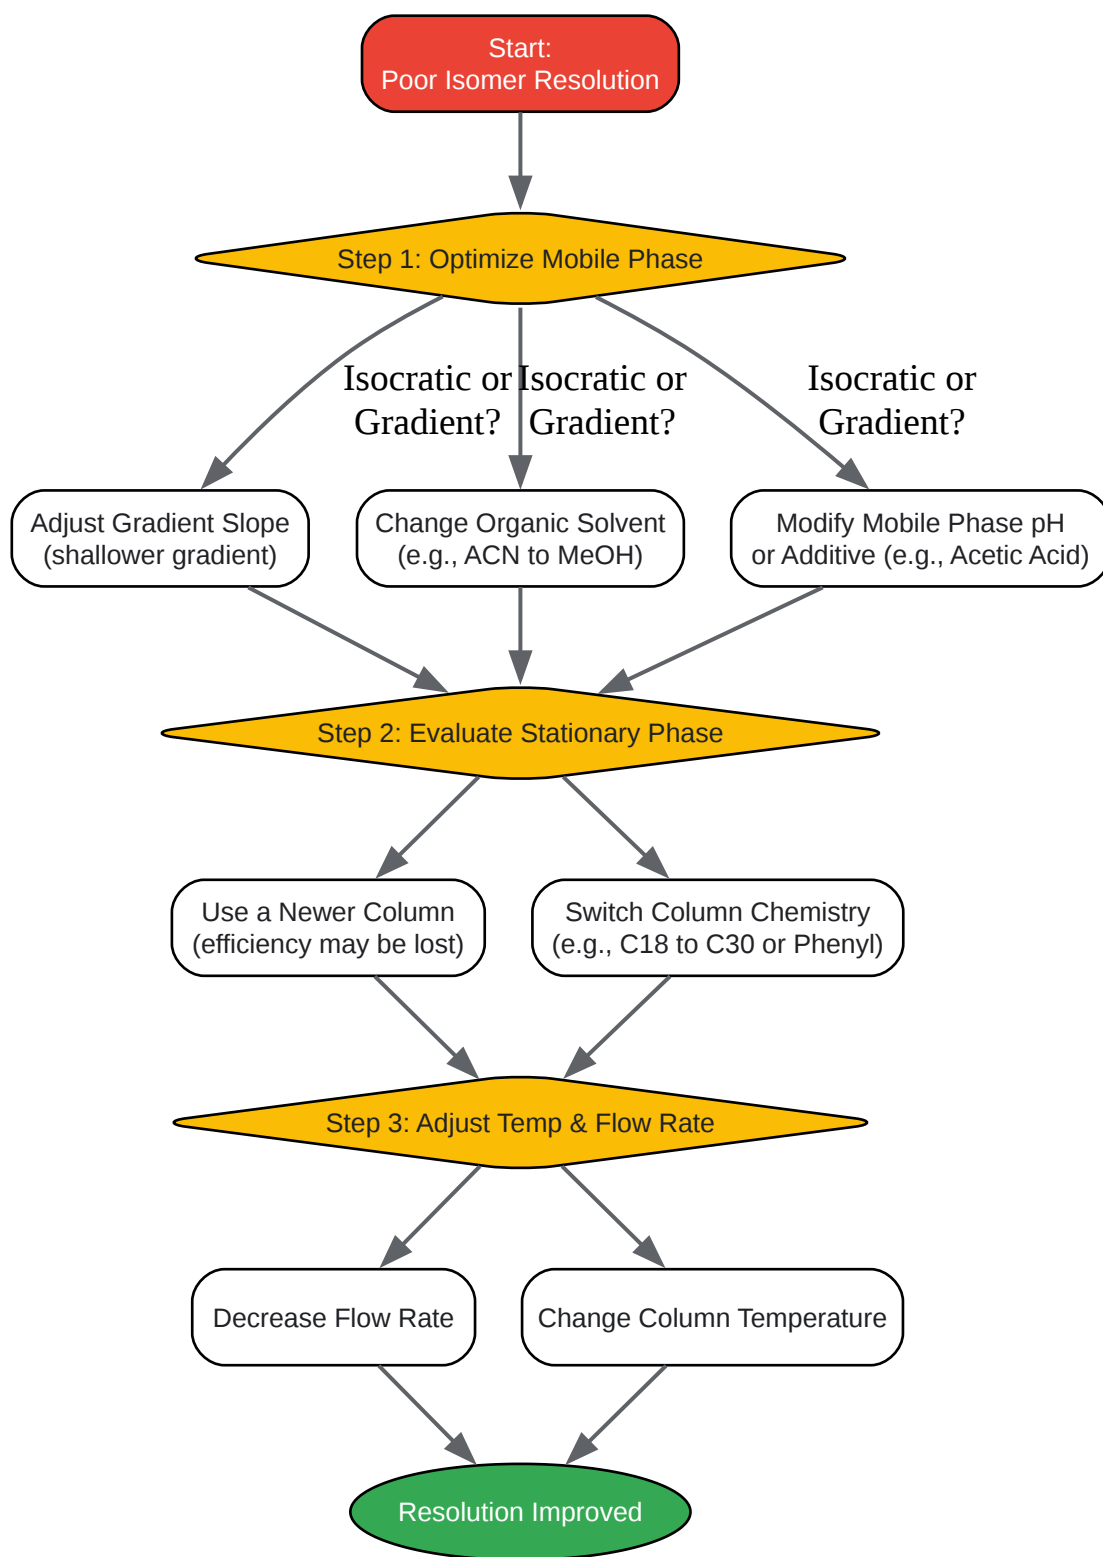 Start:
Poor Isomer Resolution
Step 1: Optimize Mobile Phase
Isocratic or
Gradient?
Isocratic or
Gradient?
Isocratic or
Gradient?
Adjust Gradient Slope
(shallower gradient)
Change Organic Solvent
(e.g., ACN to MeOH)
Modify Mobile Phase pH
or Additive (e.g., Acetic Acid)
Step 2: Evaluate Stationary Phase
Use a Newer Column
(efficiency may be lost)
Switch Column Chemistry
(e.g., C18 to C30 or Phenyl)
Step 3: Adjust Temp & Flow Rate
Decrease Flow Rate
Change Column Temperature
Resolution Improved